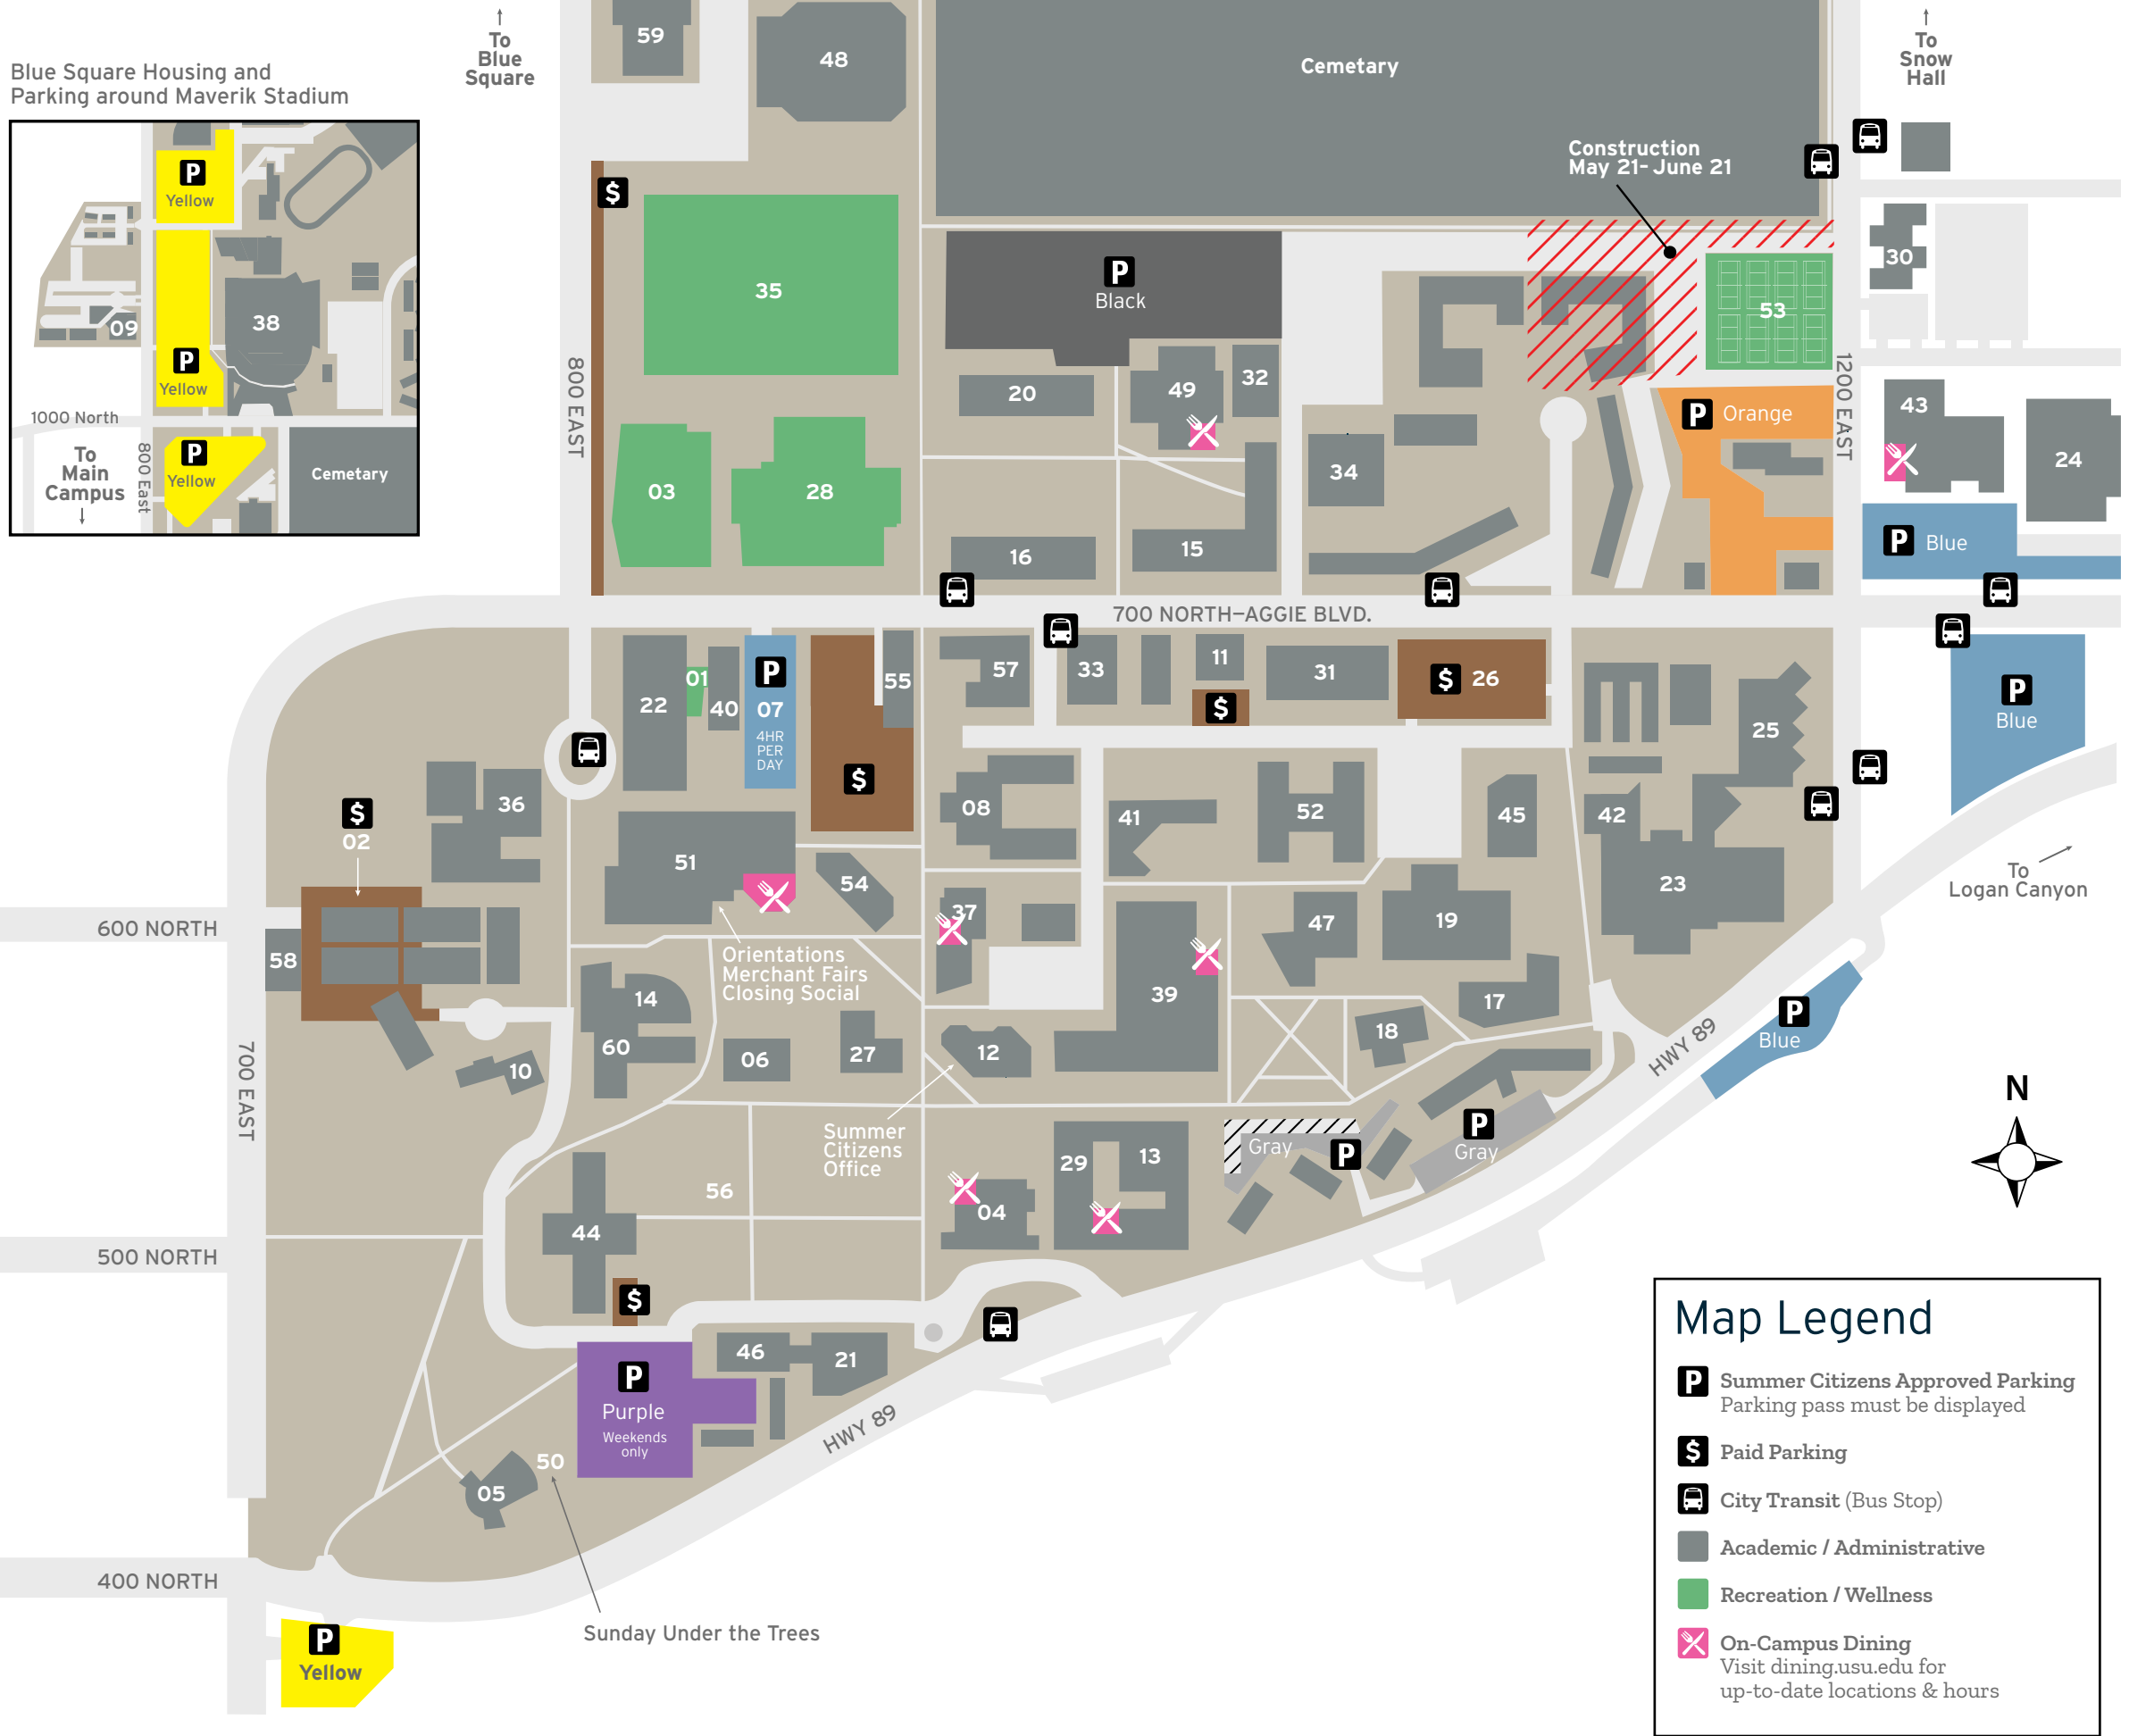 Blue Square Housing and
Parking around Maverik Stadium
P
Yellow
09
38
P
Yellow
1000 North
To
Main
Campus
800 East
P
Yellow
Cemetary
To
Blue
Square
59
48
Cemetary
To
Snow
Hall
Construction
May 21- June 21
$
35
P
Black
30
53
800 EAST
1200 EAST
20
49
32
34
P
Orange
43
24
03
28
16
15
P
Blue
700 NORTH—AGGIE BLVD.
22
01
40
P
07
4HR
PER
DAY
55
$
57
33
11
$
31
$
26
25
P
Blue
36
$
02
51
54
08
41
52
45
42
23
To
Logan Canyon
600 NORTH
58
37
Orientations
Merchant Fairs
Closing Social
39
47
19
17
18
14
60
06
27
12
10
700 EAST
HWY 89
P
Blue
N
Summer
Citizens
Office
56
44
29
13
04
Gray
P
P
Gray
500 NORTH
$
46
21
P
Purple
Weekends
only
HWY 89
50
05
400 NORTH
Sunday Under the Trees
P
Yellow
Map Legend
P
Summer Citizens Approved Parking
Parking pass must be displayed
$
Paid Parking
City Transit (Bus Stop)
Academic / Administrative
Recreation / Wellness
On-Campus Dining
Visit dining.usu.edu for
up-to-date locations & hours